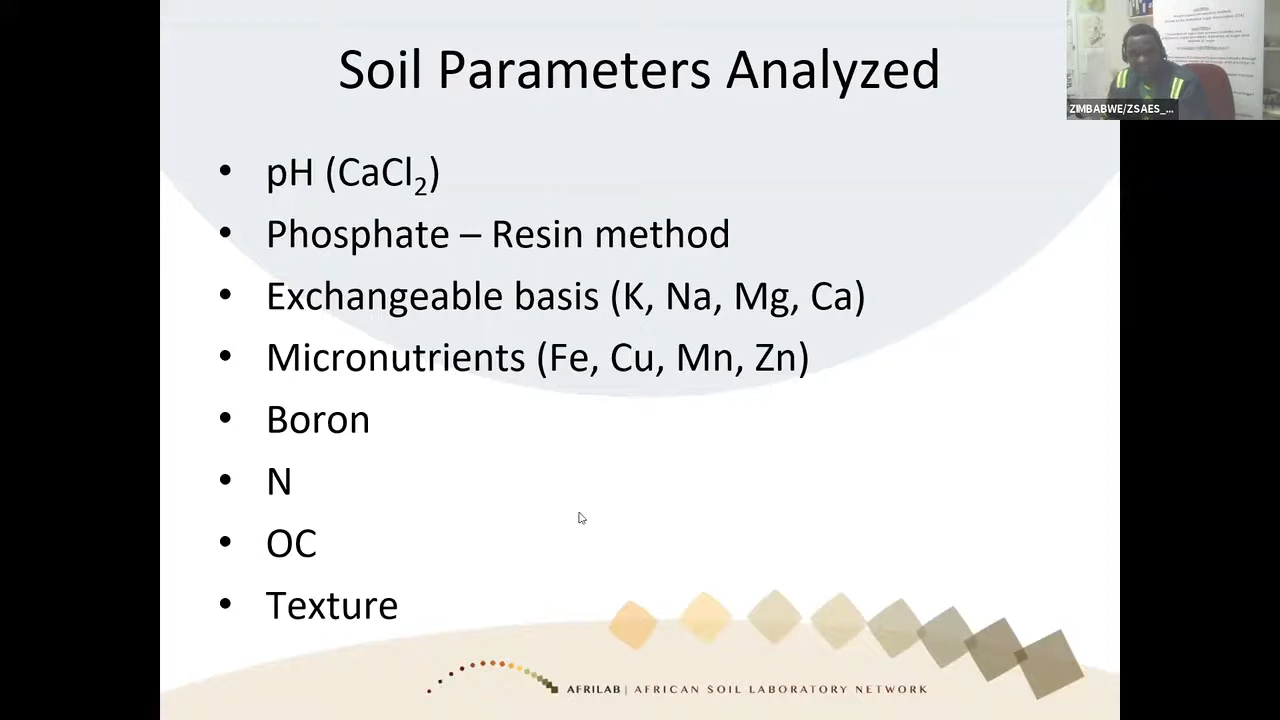 Soil Parameters Analyzed
ZIMBABWE/ZSAES_...
• pH (CaCl₂)
• Phosphate – Resin method
• Exchangeable basis (K, Na, Mg, Ca)
• Micronutrients (Fe, Cu, Mn, Zn)
• Boron
• N
• OC
• Texture
AFRILAB | AFRICAN SOIL LABORATORY NETWORK